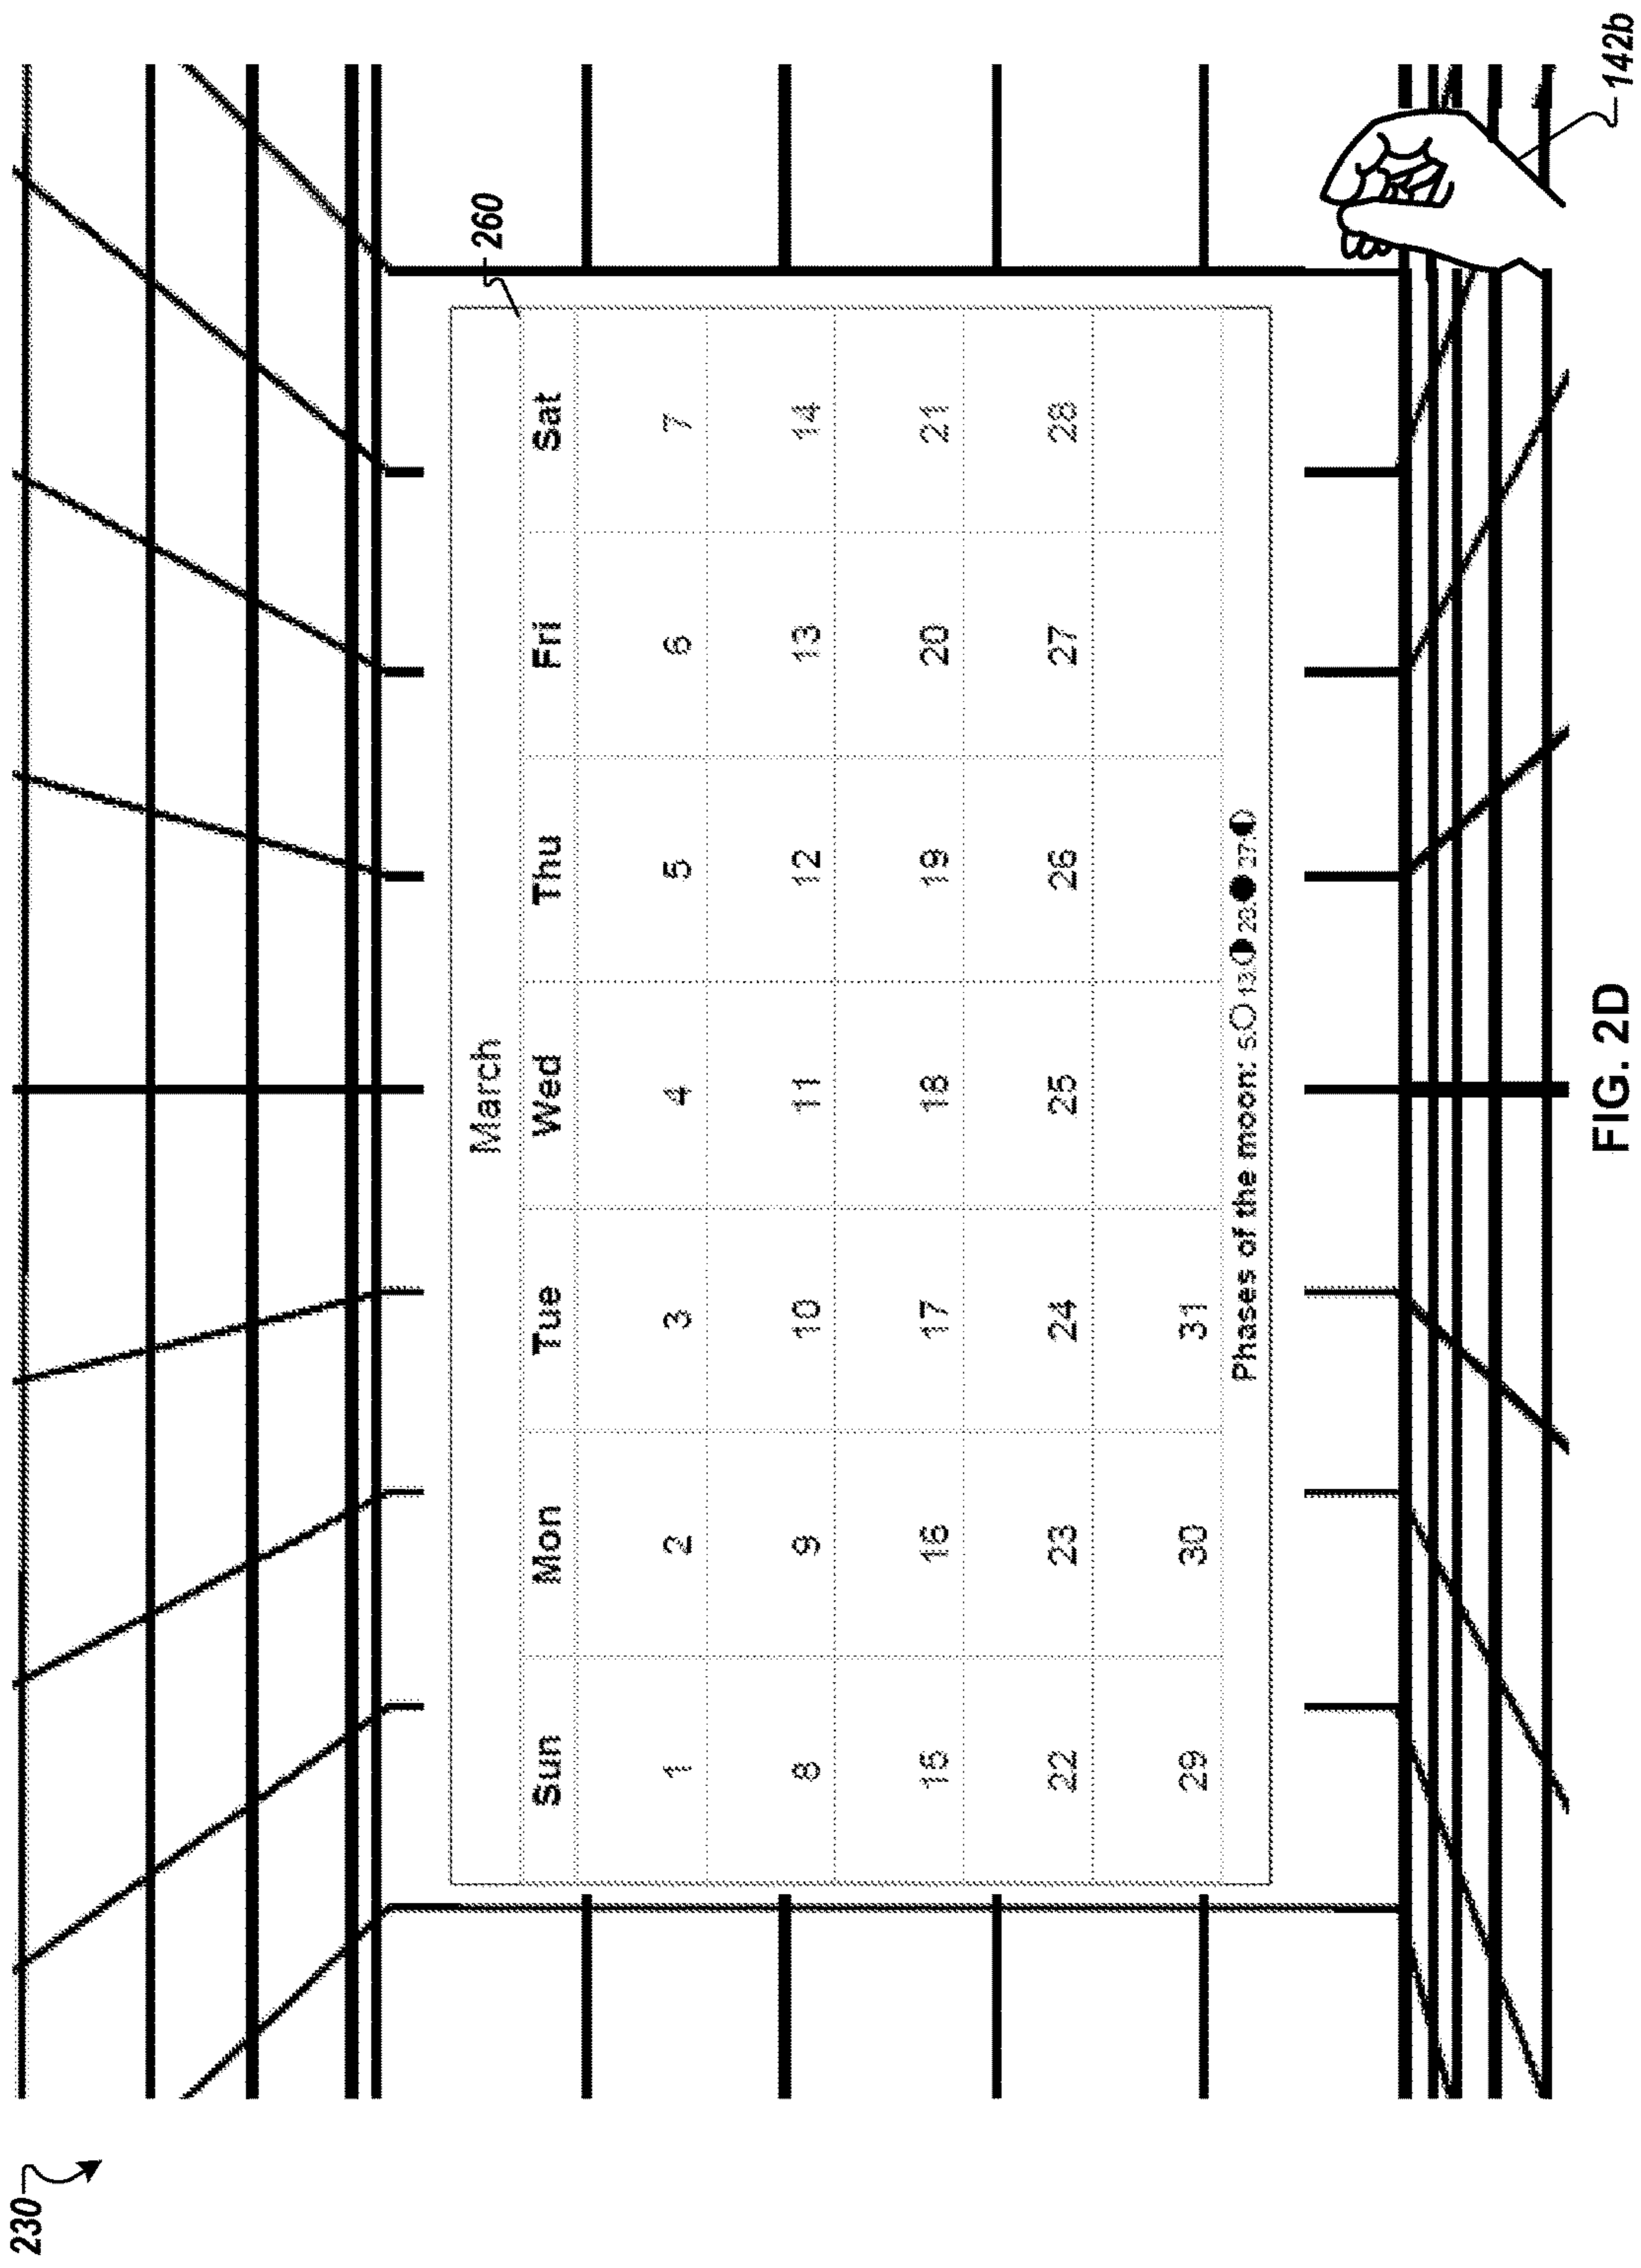 230
260
March
Sun Mon Tue Wed Thu Fri Sat
1 2 3 4 5 6 7
8 9 10 11 12 13 14
15 16 17 18 19 20 21
22 23 24 25 26 27 28
29 30 31
Phases of the moon: 5:○ 13:◑ 20:● 27:◐
142b
FIG. 2D